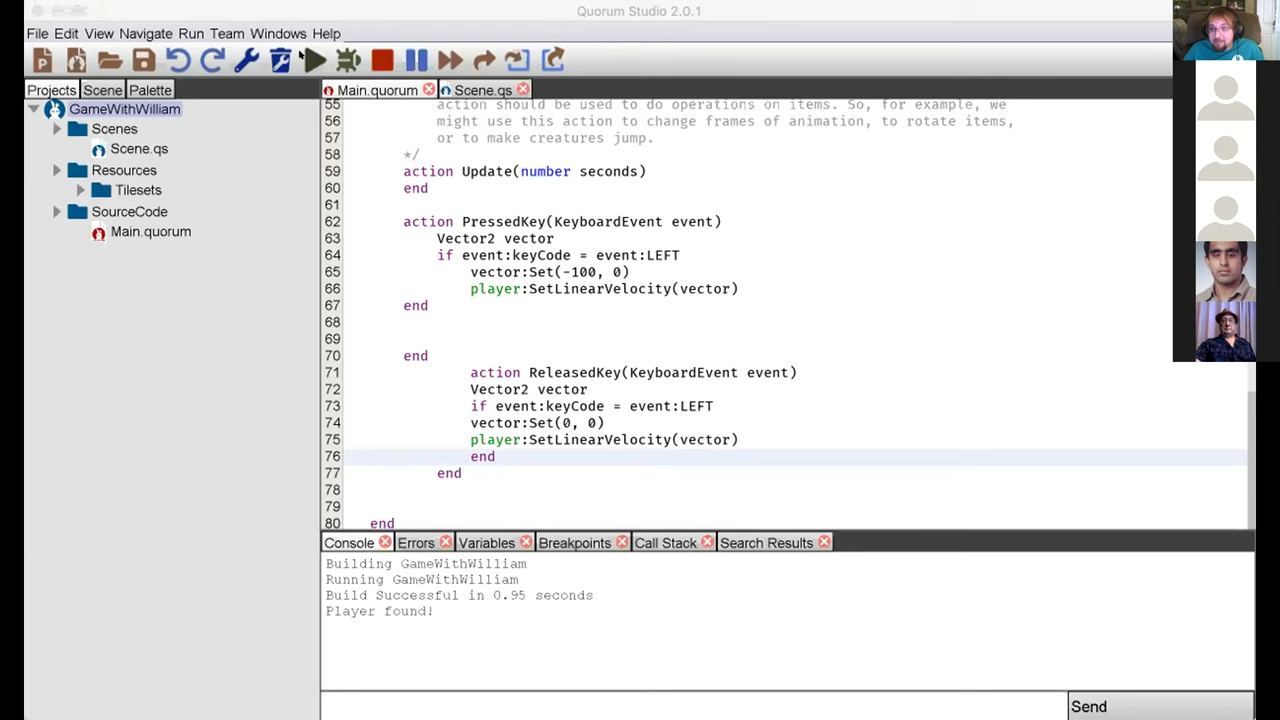 Quorum Studio 2.0.1
File Edit View Navigate Run Team Windows Help
Projects Scene Palette
GameWithWilliam
Scenes
Scene.qs
Resources
Tilesets
SourceCode
Main.quorum
Main.quorum Scene.qs
55 action should be used to do operations on items. So, for example, we
56 might use this action to change frames of animation, to rotate items,
57 or to make creatures jump.
58 */
59 action Update(number seconds)
60 end
61
62 action PressedKey(KeyboardEvent event)
63 Vector2 vector
64 if event:keyCode = event:LEFT
65 vector:Set(-100, 0)
66 player:SetLinearVelocity(vector)
67 end
68
69
70 end
71 action ReleasedKey(KeyboardEvent event)
72 Vector2 vector
73 if event:keyCode = event:LEFT
74 vector:Set(0, 0)
75 player:SetLinearVelocity(vector)
76 end
77 end
78
79
80 end
Console Errors Variables Breakpoints Call Stack Search Results
Building GameWithWilliam
Running GameWithWilliam
Build Successful in 0.95 seconds
Player found!
Send